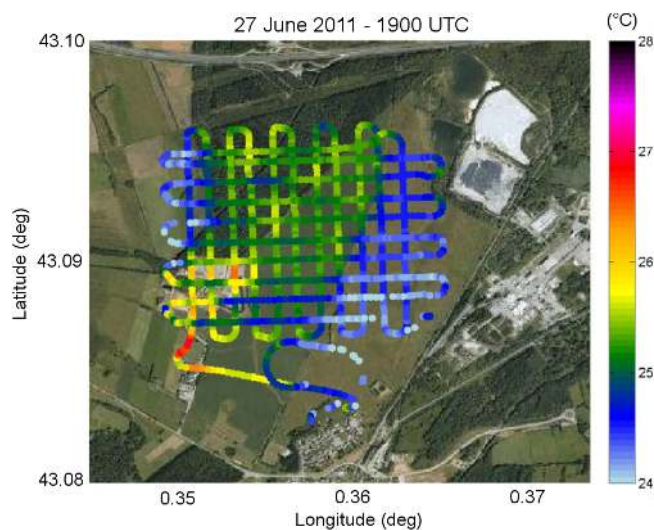 27 June 2011 - 1900 UTC
(°C)
43.10
43.09
43.08
Latitude (deg)
0.35
0.36
0.37
Longitude (deg)
28
27
26
25
24